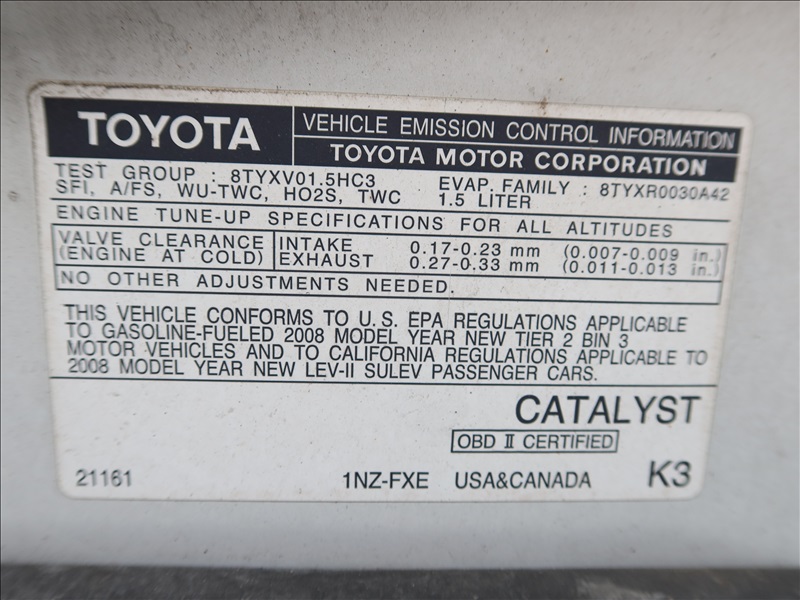 TOYOTA
VEHICLE EMISSION CONTROL INFORMATION
TOYOTA MOTOR CORPORATION
TEST GROUP : 8TYXV01.5HC3 EVAP. FAMILY : 8TYXR0030A42
SFI, A/FS, WU-TWC, HO2S, TWC 1.5 LITER
ENGINE TUNE-UP SPECIFICATIONS FOR ALL ALTITUDES
VALVE CLEARANCE INTAKE 0.17-0.23 mm (0.007-0.009 in.)
(ENGINE AT COLD) EXHAUST 0.27-0.33 mm (0.011-0.013 in.)
NO OTHER ADJUSTMENTS NEEDED.
THIS VEHICLE CONFORMS TO U.S. EPA REGULATIONS APPLICABLE
TO GASOLINE-FUELED 2008 MODEL YEAR NEW TIER 2 BIN 3
MOTOR VEHICLES AND TO CALIFORNIA REGULATIONS APPLICABLE TO
2008 MODEL YEAR NEW LEV-II SULEV PASSENGER CARS.
CATALYST
OBD II CERTIFIED
21161 1NZ-FXE USA&CANADA K3